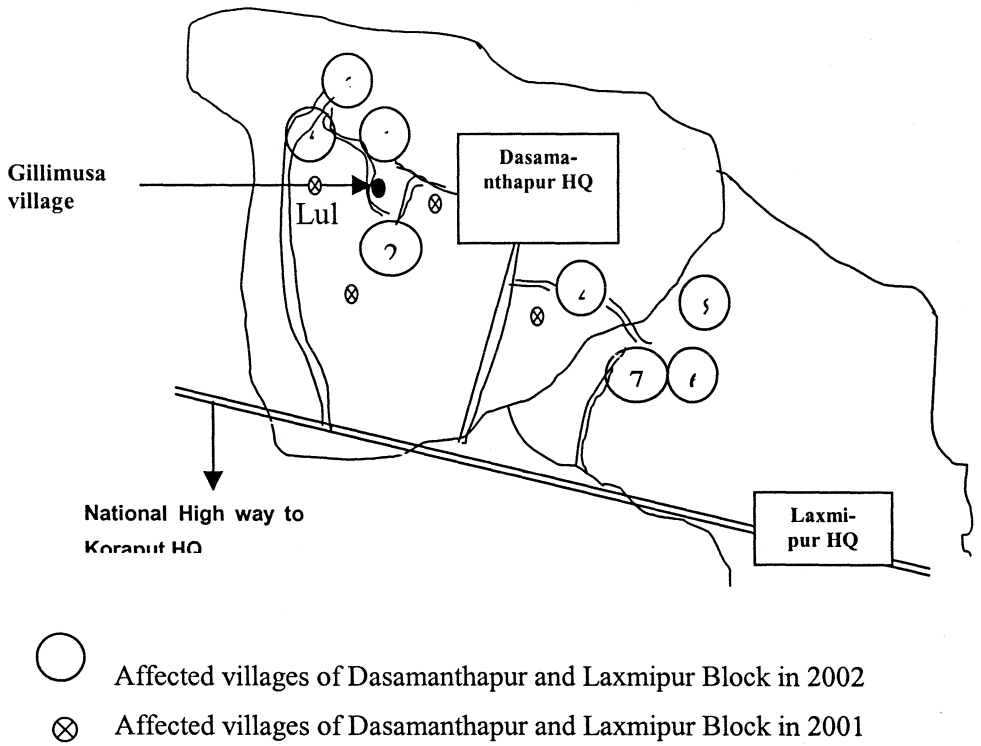 Dasama-
nthapur HQ
Gillimusa
village
Lul
7
National High way to
Koraput HQ
Laxmi-
pur HQ
Affected villages of Dasamanthapur and Laxmipur Block in 2002
Affected villages of Dasamanthapur and Laxmipur Block in 2001